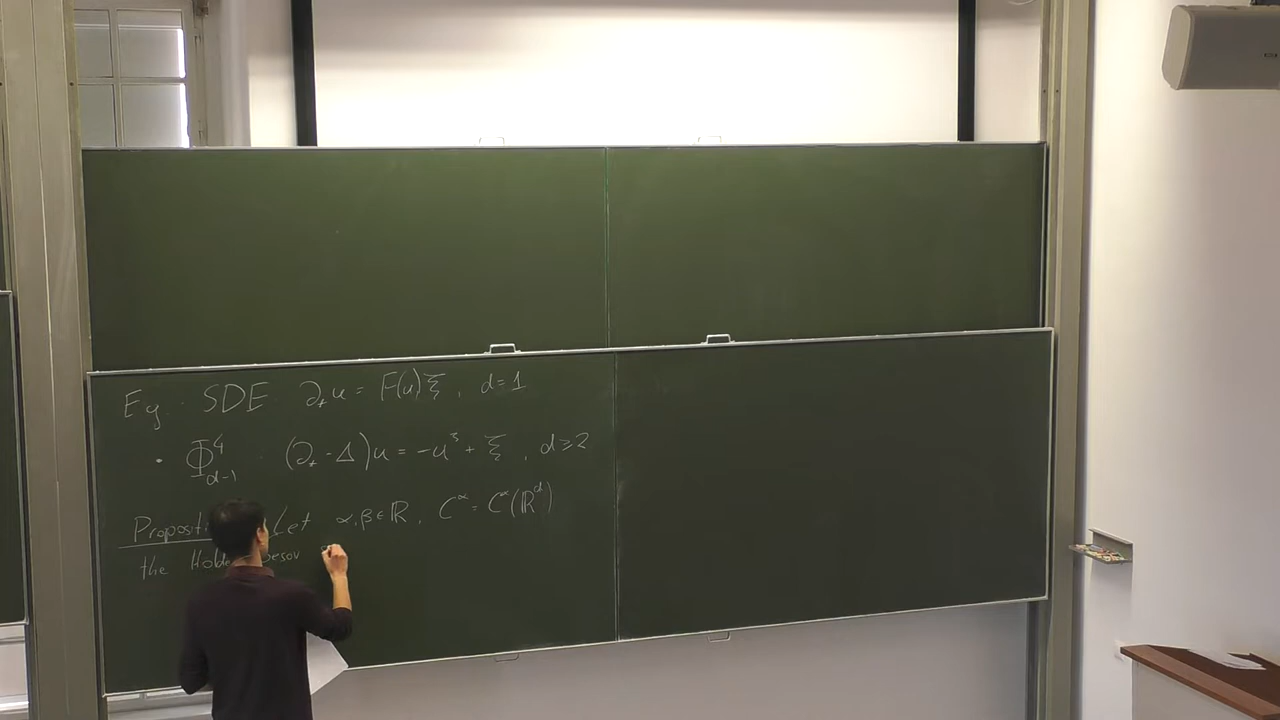 Eg. · SDE ∂ₜu = F(u)ξ , d=1
· Φ⁴_{d-1} (∂ₜ-Δ)u = -u³ + ξ , d≥2
Let α,β∈ℝ, C^α = C^α(ℝ^d)
the